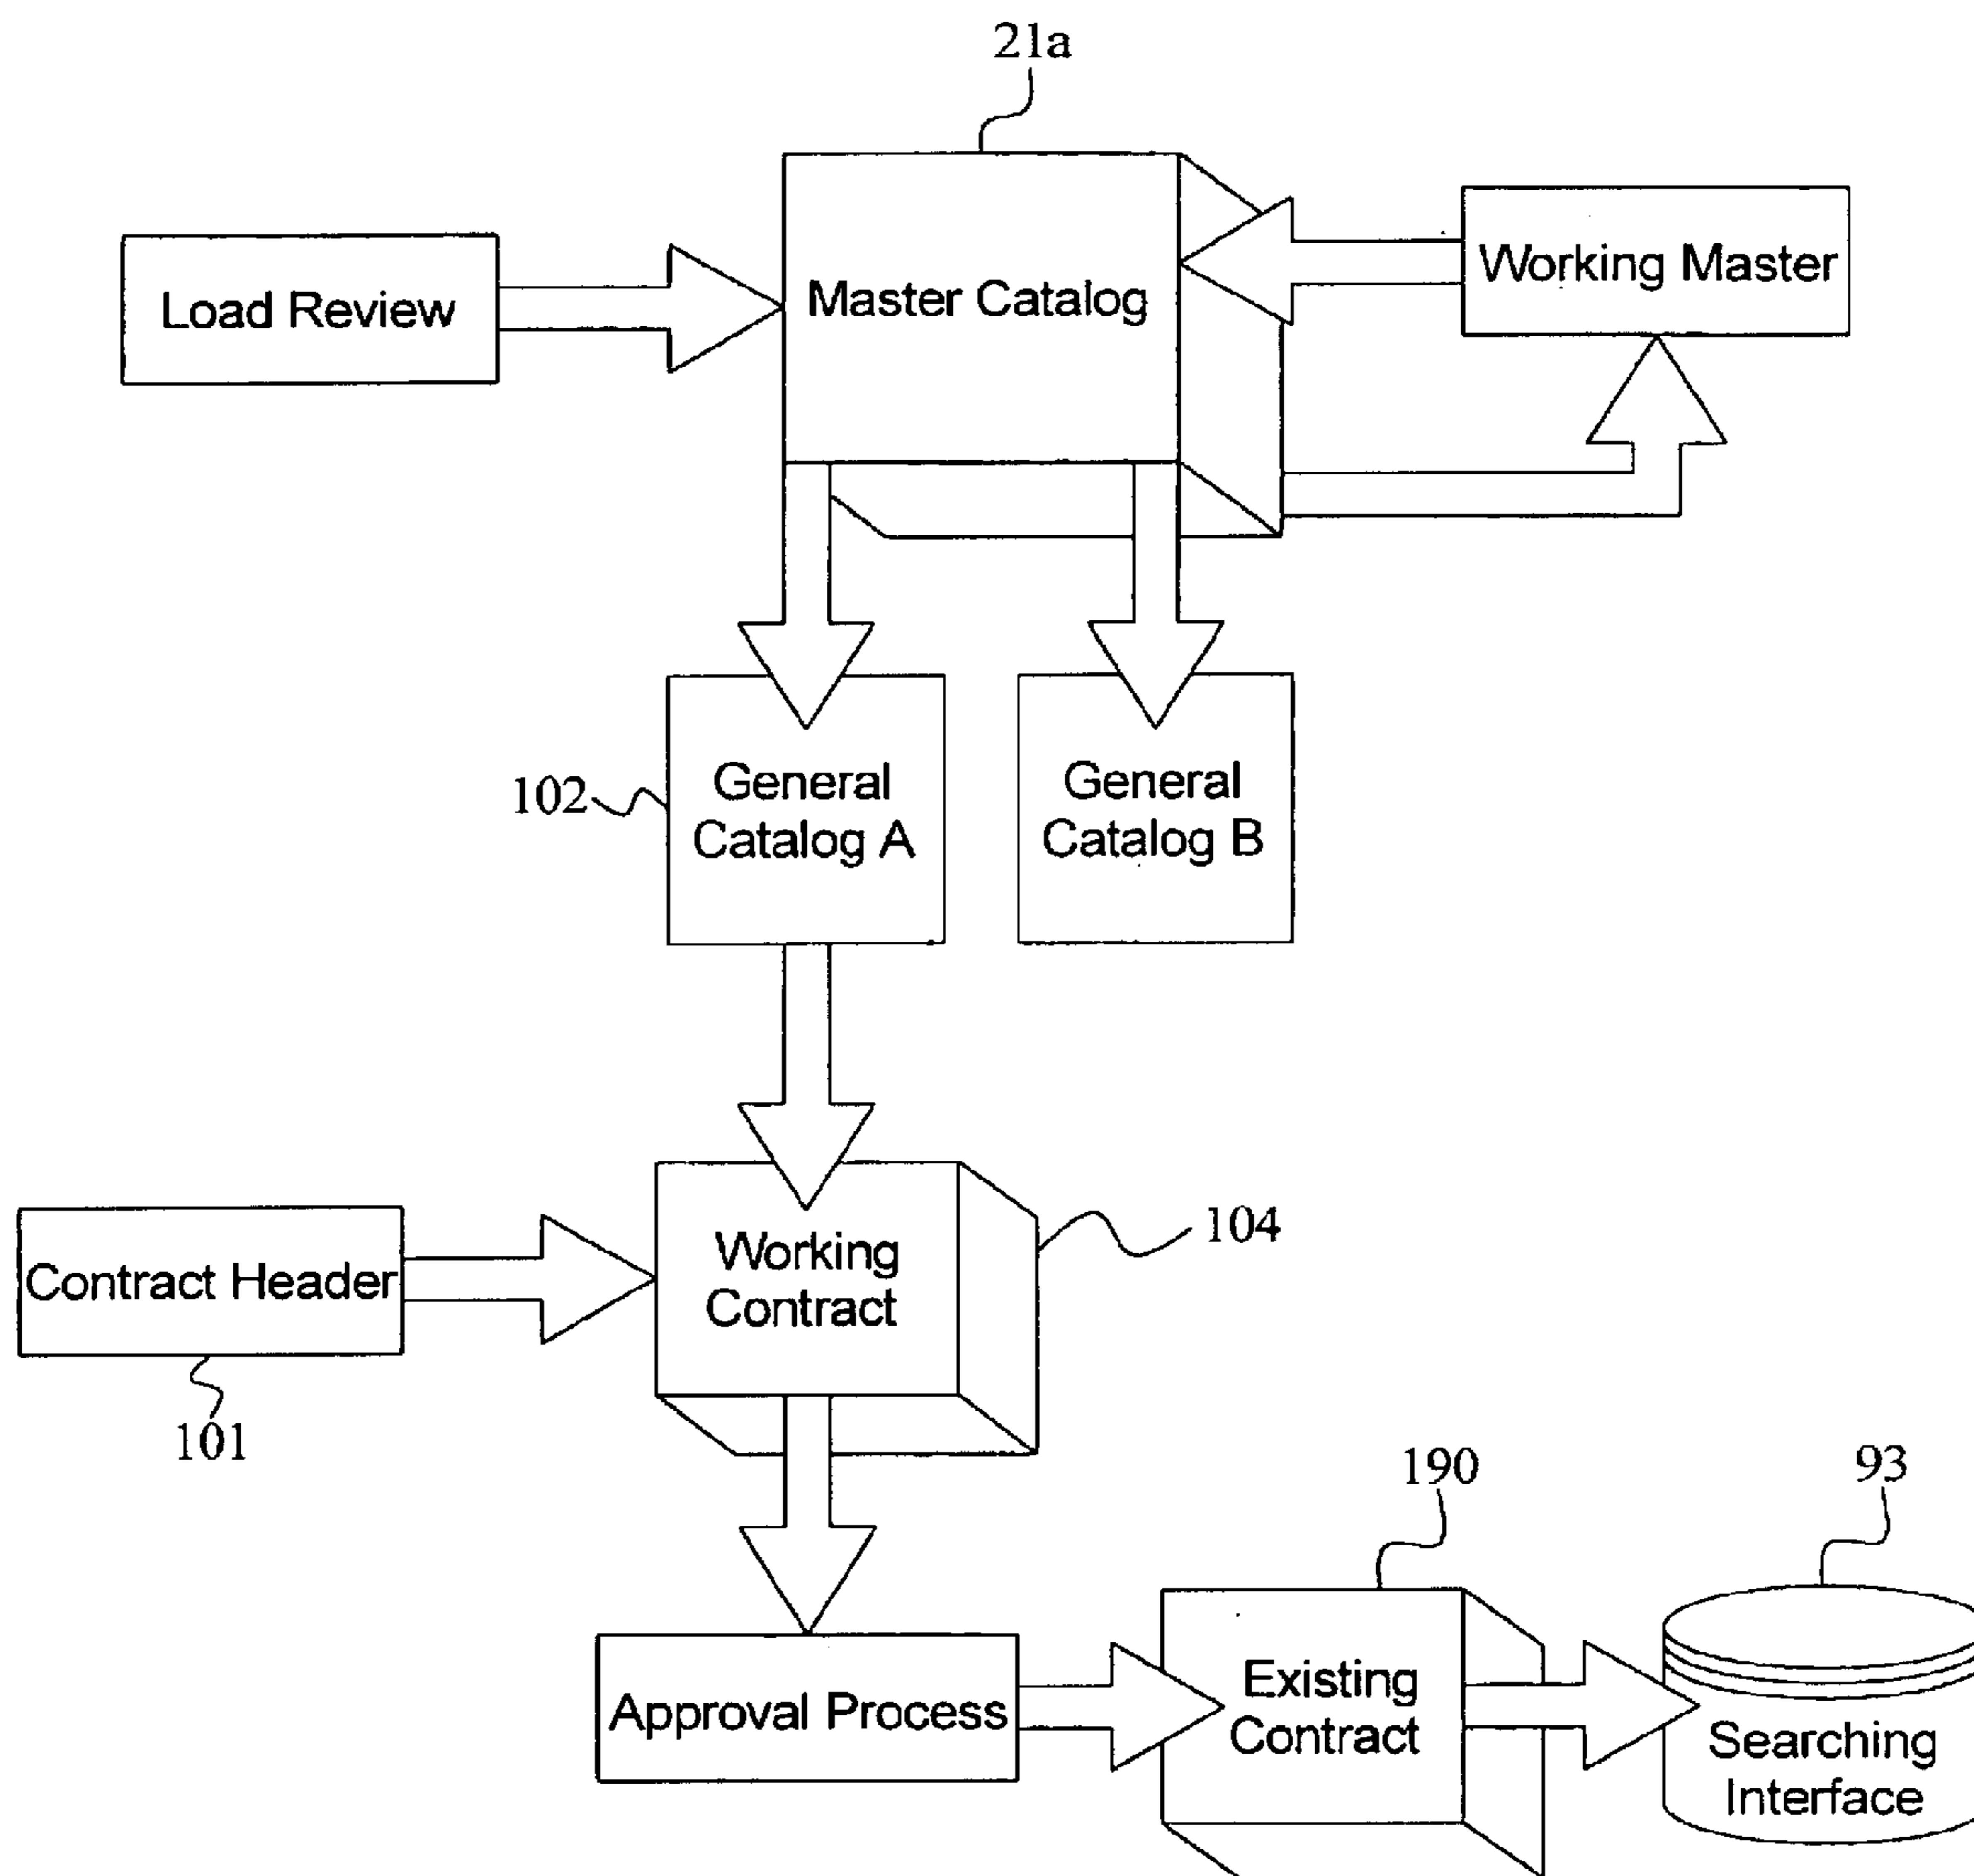 21a
Load Review
Master Catalog
Working Master
102
General
Catalog A
General
Catalog B
Contract Header
101
Working
Contract
104
190
93
Approval Process
Existing
Contract
Searching
Interface